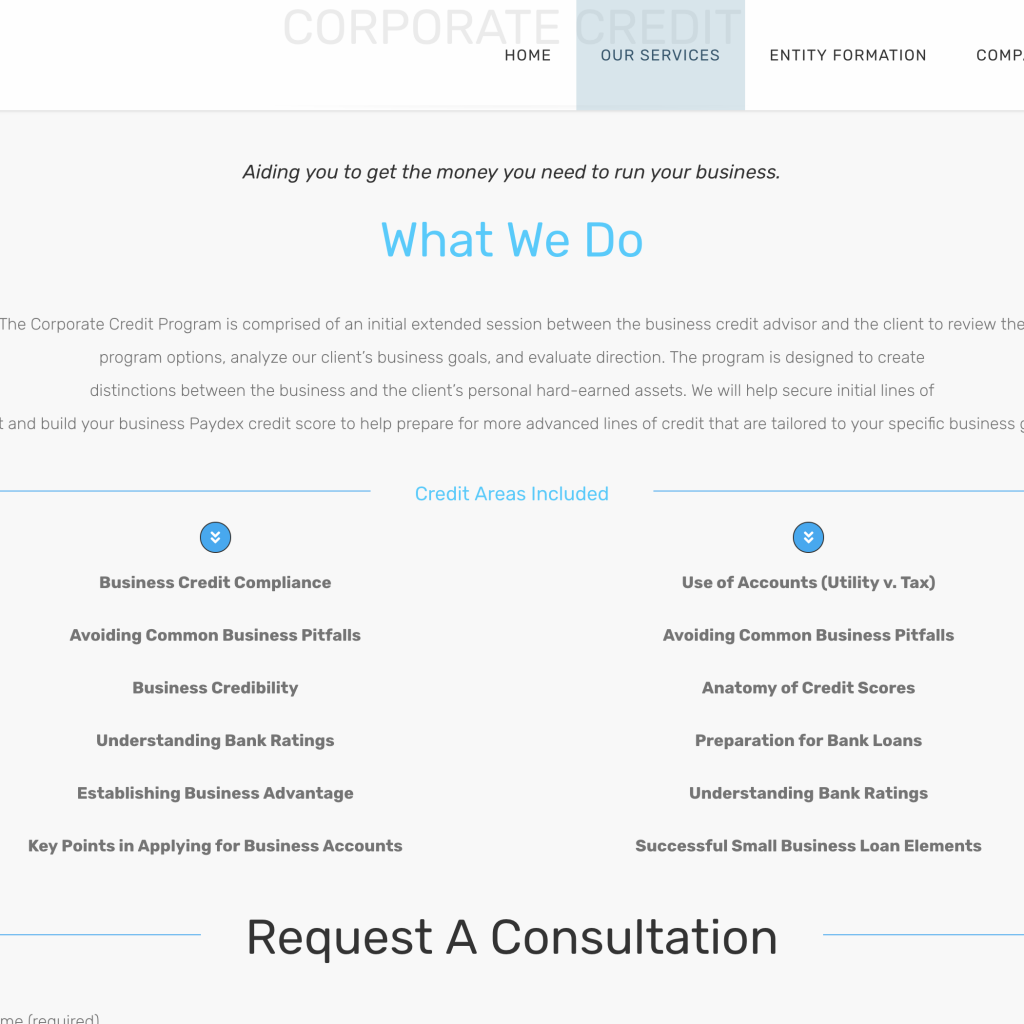 CORPORATE CREDIT
HOME OUR SERVICES ENTITY FORMATION
Aiding you to get the money you need to run your business.
What We Do
The Corporate Credit Program is comprised of an initial extended session between the business credit advisor and the client to review the
program options, analyze our client’s business goals, and evaluate direction. The program is designed to create
distinctions between the business and the client’s personal hard-earned assets. We will help secure initial lines of
and build your business Paydex credit score to help prepare for more advanced lines of credit that are tailored to your specific business
Credit Areas Included
Business Credit Compliance
Avoiding Common Business Pitfalls
Business Credibility
Understanding Bank Ratings
Establishing Business Advantage
Key Points in Applying for Business Accounts
Use of Accounts (Utility v. Tax)
Avoiding Common Business Pitfalls
Anatomy of Credit Scores
Preparation for Bank Loans
Understanding Bank Ratings
Successful Small Business Loan Elements
Request A Consultation
(required)